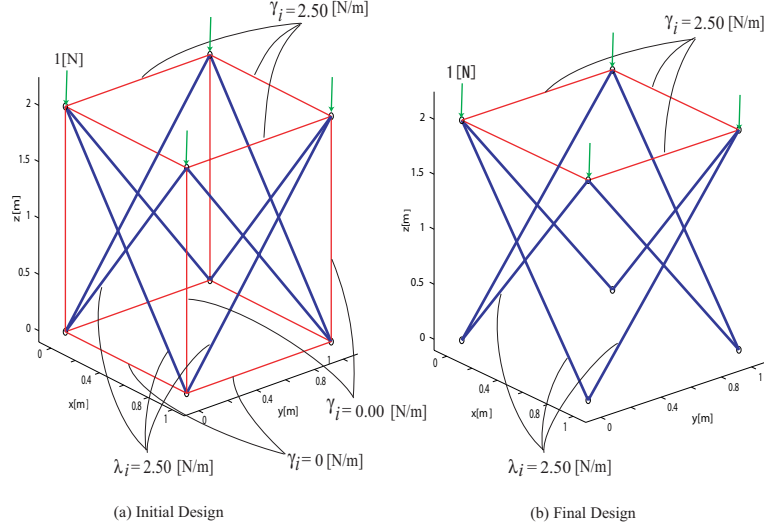 γi = 2.50 [N/m]
1[N]
2
1.5
1
0.5
0
z[m]
0
0.4
0.8
1
x[m]
0
0.4
0.8
1
y[m]
γi = 0.00 [N/m]
λi = 2.50 [N/m]
γi = 0 [N/m]
(a) Initial Design
γi = 2.50 [N/m]
1[N]
2
1.5
1
0.5
0
z[m]
0
0.4
0.8
1
x[m]
0
0.4
0.8
1
y[m]
λi = 2.50 [N/m]
(b) Final Design